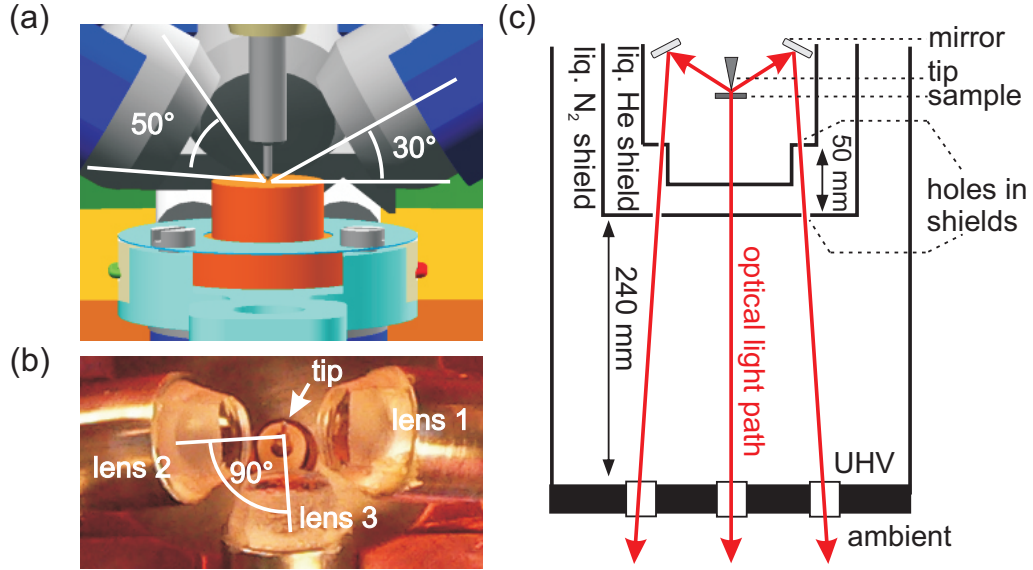 (a)
50°
30°
(b)
tip
lens 1
lens 2
90°
lens 3
(c)
liq. N2 shield
liq. He shield
mirror
tip
sample
50 mm
holes in
shields
240 mm
optical light path
UHV
ambient